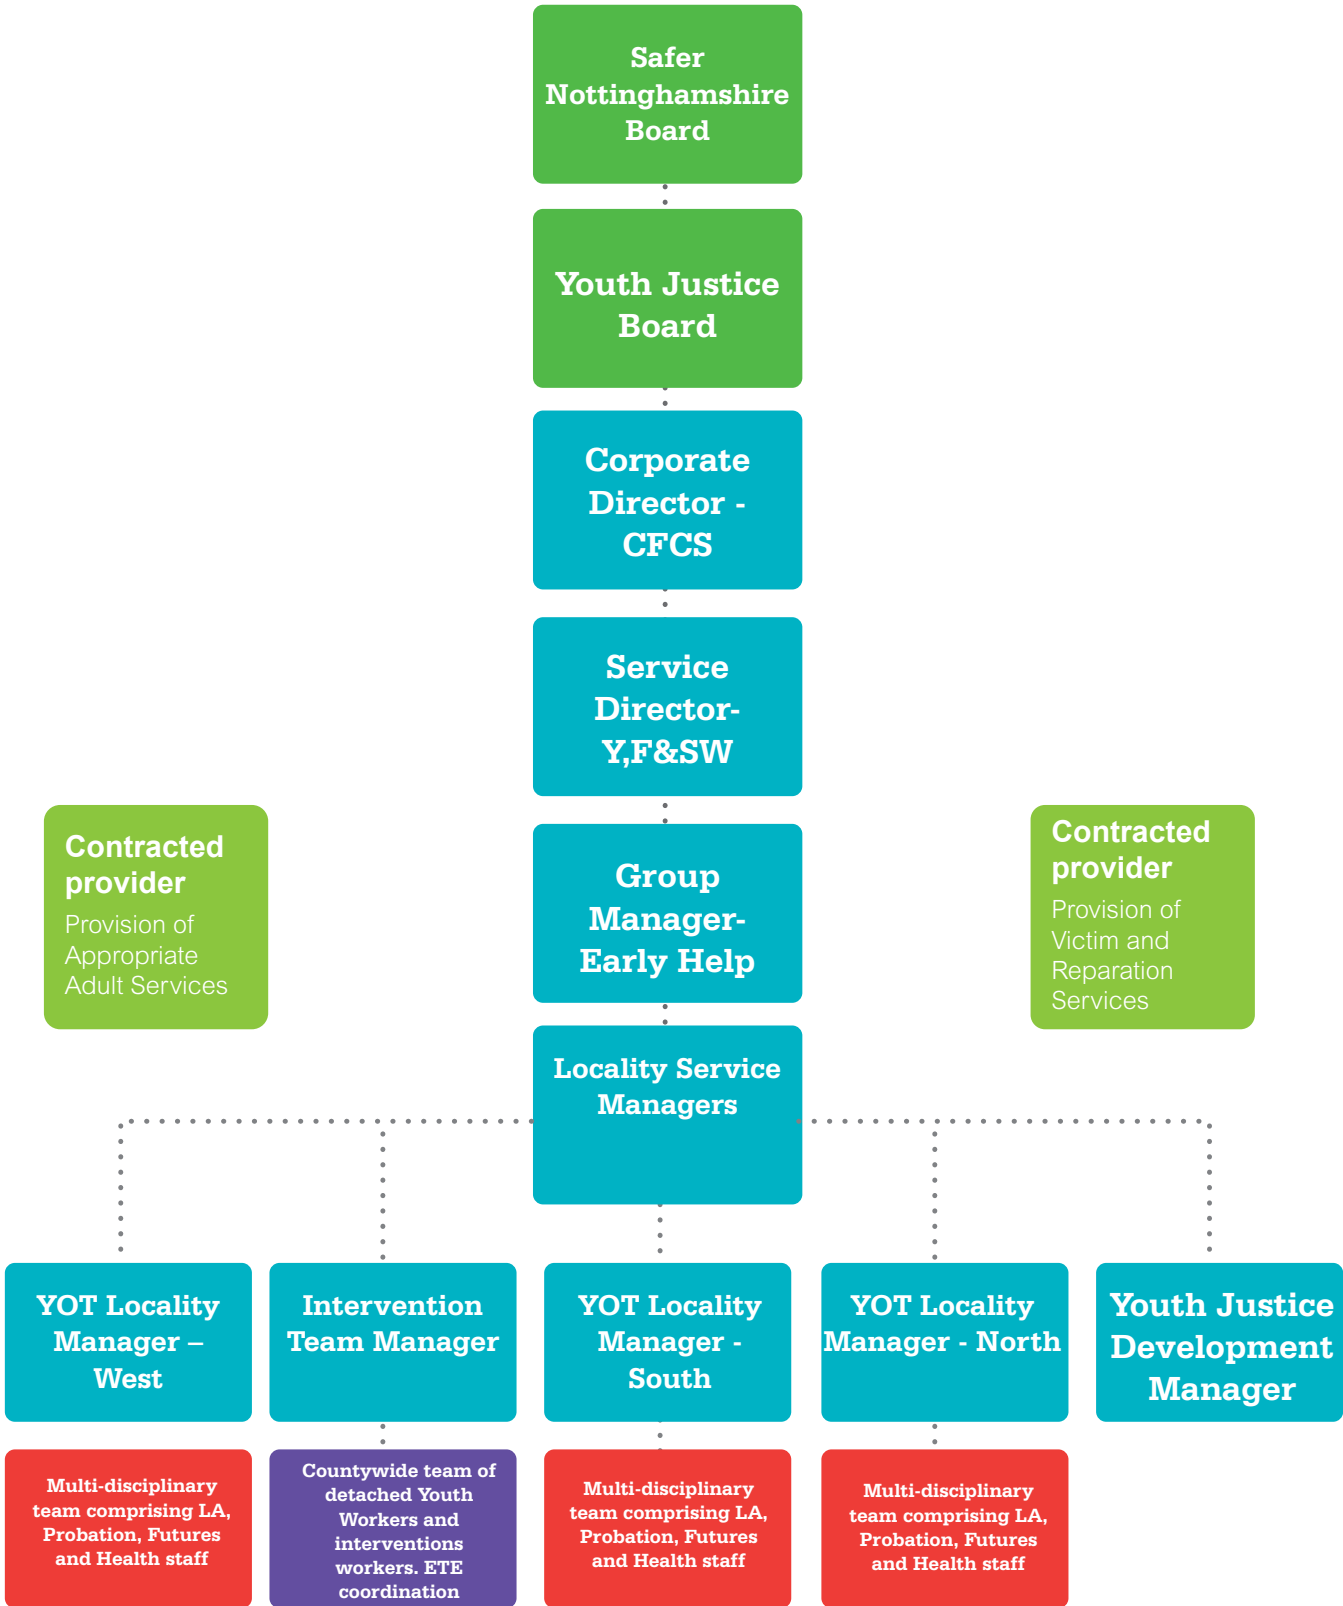 Safer
Nottinghamshire
Board
Youth Justice
Board
Corporate
Director -
CFCS
Service
Director-
Y,F&SW
Contracted
provider
Provision of
Appropriate
Adult Services
Group
Manager-
Early Help
Contracted
provider
Provision of
Victim and
Reparation
Services
Locality Service
Managers
YOT Locality
Manager –
West
Intervention
Team Manager
YOT Locality
Manager -
South
YOT Locality
Manager - North
Youth Justice
Development
Manager
Multi-disciplinary
team comprising LA,
Probation, Futures
and Health staff
Countywide team of
detached Youth
Workers and
interventions
workers. ETE
coordination
Multi-disciplinary
team comprising LA,
Probation, Futures
and Health staff
Multi-disciplinary
team comprising LA,
Probation, Futures
and Health staff